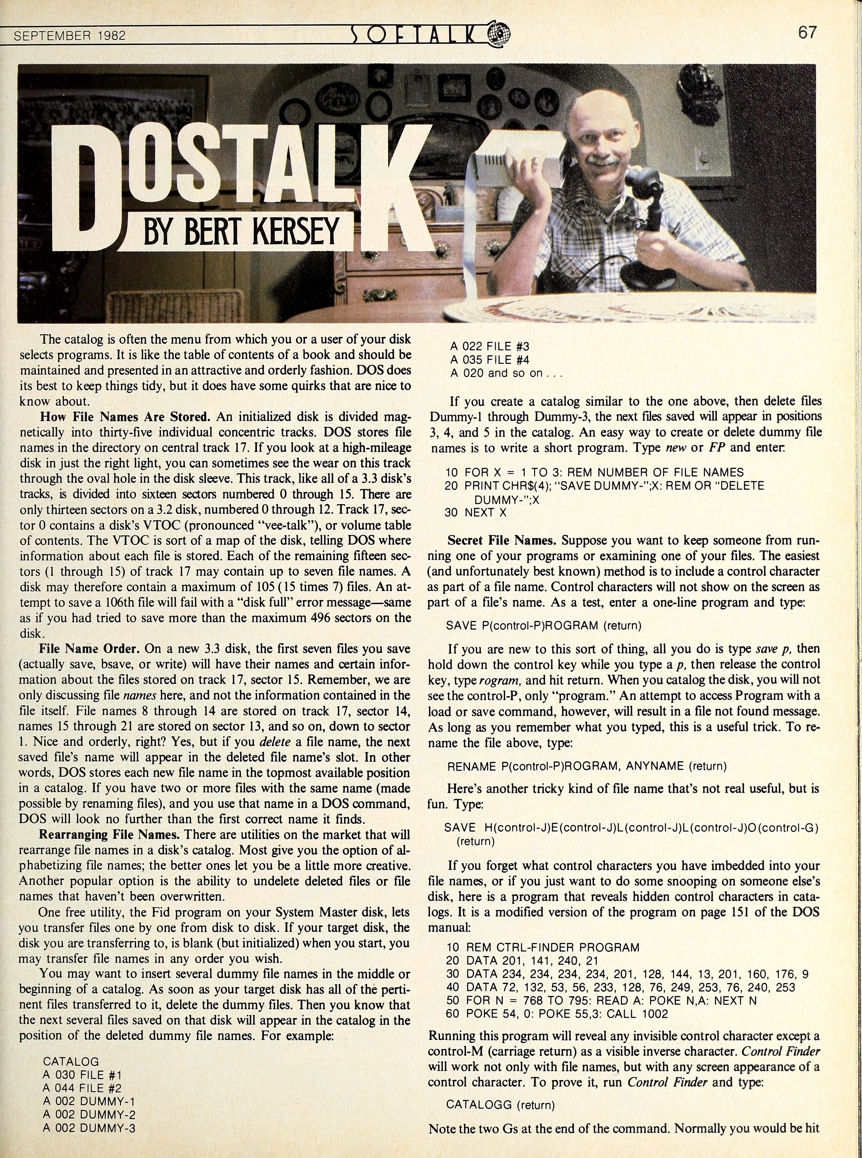 SEPTEMBER 1982
SOFTALK
67
DOSTALK
BY BERT KERSEY
The catalog is often the menu from which you or a user of your disk
selects programs. It is like the table of contents of a book and should be
maintained and presented in an attractive and orderly fashion. DOS does
its best to keep things tidy, but it does have some quirks that are nice to
know about.
How File Names Are Stored. An initialized disk is divided mag-
netically into thirty-five individual concentric tracks. DOS stores file
names in the directory on central track 17. If you look at a high-mileage
disk in just the right light, you can sometimes see the wear on this track
through the oval hole in the disk sleeve. This track, like all of a 3.3 disk's
tracks, is divided into sixteen sectors numbered 0 through 15. There are
only thirteen sectors on a 3.2 disk, numbered 0 through 12. Track 17, sec-
tor 0 contains a disk's VTOC (pronounced "vee-talk"), or volume table
of contents. The VTOC is sort of a map of the disk, telling DOS where
information about each file is stored. Each of the remaining fifteen sec-
tors (1 through 15) of track 17 may contain up to seven file names. A
disk may therefore contain a maximum of 105 (15 times 7) files. An at-
tempt to save a 106th file will fail with a "disk full" error message—same
as if you had tried to save more than the maximum 496 sectors on the
disk.
File Name Order. On a new 3.3 disk, the first seven files you save
(actually save, bsave, or write) will have their names and certain infor-
mation about the files stored on track 17, sector 15. Remember, we are
only discussing file names here, and not the information contained in the
file itself. File names 8 through 14 are stored on track 17, sector 14,
names 15 through 21 are stored on sector 13, and so on, down to sector
1. Nice and orderly, right? Yes, but if you delete a file name, the next
saved file's name will appear in the deleted file name's slot. In other
words, DOS stores each new file name in the topmost available position
in a catalog. If you have two or more files with the same name (made
possible by renaming files), and you use that name in a DOS command,
DOS will look no further than the first correct name it finds.
Rearranging File Names. There are utilities on the market that will
rearrange file names in a disk's catalog. Most give you the option of al-
phabetizing file names; the better ones let you be a little more creative.
Another popular option is the ability to undelete deleted files or file
names that haven't been overwritten.
One free utility, the Fid program on your System Master disk, lets
you transfer files one by one from disk to disk. If your target disk, the
disk you are transferring to, is blank (but initialized) when you start, you
may transfer file names in any order you wish.
You may want to insert several dummy file names in the middle or
beginning of a catalog. As soon as your target disk has all of the perti-
nent files transferred to it, delete the dummy files. Then you know that
the next several files saved on that disk will appear in the catalog in the
position of the deleted dummy file names. For example:
CATALOG
A 030 FILE #1
A 044 FILE #2
A 002 DUMMY-1
A 002 DUMMY-2
A 002 DUMMY-3
A 022 FILE #3
A 035 FILE #4
A 020 and so on . . .
If you create a catalog similar to the one above, then delete files
Dummy-1 through Dummy-3, the next files saved will appear in positions
3, 4, and 5 in the catalog. An easy way to create or delete dummy file
names is to write a short program. Type new or FP and enter:
10 FOR X = 1 TO 3: REM NUMBER OF FILE NAMES
20 PRINT CHR$(4); "SAVE DUMMY-";X: REM OR "DELETE
DUMMY-";X
30 NEXT X
Secret File Names. Suppose you want to keep someone from run-
ning one of your programs or examining one of your files. The easiest
(and unfortunately best known) method is to include a control character
as part of a file name. Control characters will not show on the screen as
part of a file's name. As a test, enter a one-line program and type:
SAVE P(control-P)ROGRAM (return)
If you are new to this sort of thing, all you do is type save p, then
hold down the control key while you type a p, then release the control
key, type rogram, and hit return. When you catalog the disk, you will not
see the control-P, only "program." An attempt to access Program with a
load or save command, however, will result in a file not found message.
As long as you remember what you typed, this is a useful trick. To re-
name the file above, type:
RENAME P(control-P)ROGRAM, ANYNAME (return)
Here's another tricky kind of file name that's not real useful, but is
fun. Type:
SAVE H(control-J)E(control-J)L(control-J)L(control-J)O(control-G)
(return)
If you forget what control characters you have imbedded into your
file names, or if you just want to do some snooping on someone else's
disk, here is a program that reveals hidden control characters in cata-
logs. It is a modified version of the program on page 151 of the DOS
manual:
10 REM CTRL-FINDER PROGRAM
20 DATA 201, 141, 240, 21
30 DATA 234, 234, 234, 234, 201, 128, 144, 13, 201, 160, 176, 9
40 DATA 72, 132, 53, 56, 233, 128, 76, 249, 253, 76, 240, 253
50 FOR N = 768 TO 795: READ A: POKE N,A: NEXT N
60 POKE 54, 0: POKE 55,3: CALL 1002
Running this program will reveal any invisible control character except a
control-M (carriage return) as a visible inverse character. Control Finder
will work not only with file names, but with any screen appearance of a
control character. To prove it, run Control Finder and type:
CATALOGG (return)
Note the two Gs at the end of the command. Normally you would be hit